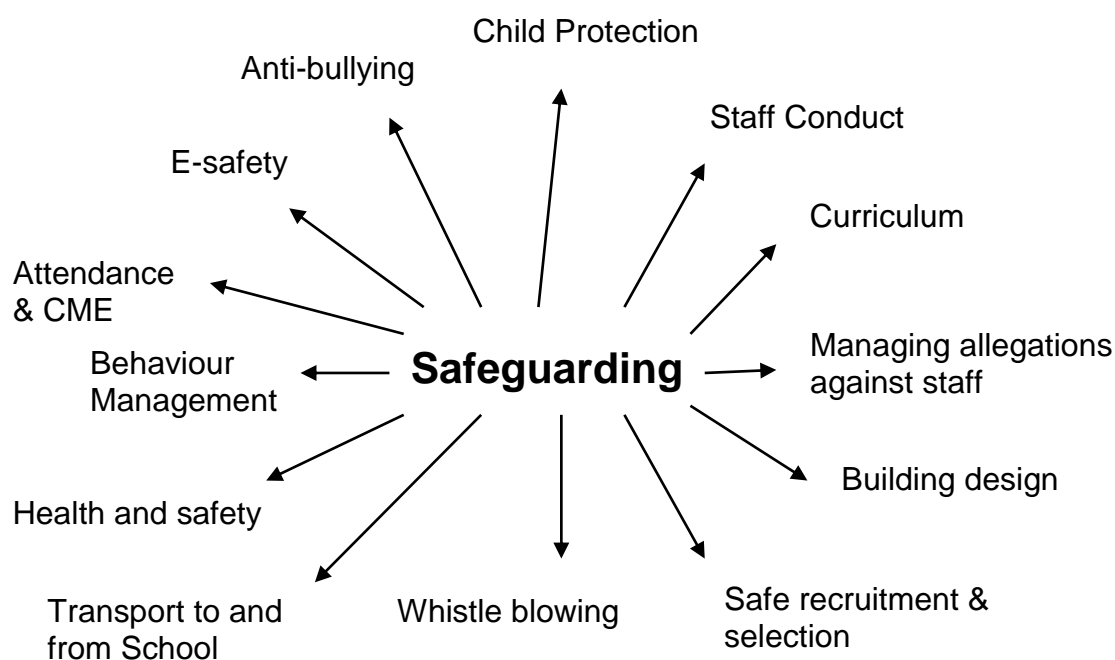 Child Protection
Anti-bullying
Staff Conduct
E-safety
Curriculum
Attendance
& CME
Managing allegations
against staff
Behaviour
Management
Safeguarding
Building design
Health and safety
Safe recruitment &
selection
Transport to and
from School
Whistle blowing